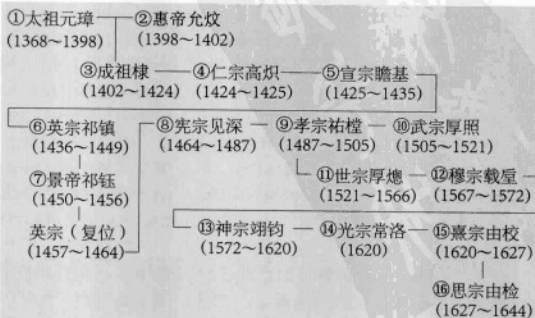 ①太祖元璋 ②惠帝允炆
(1368～1398) (1398～1402)
③成祖棣 ④仁宗高炽 ⑤宣宗瞻基
(1402～1424) (1424～1425) (1425～1435)
⑥英宗祁镇 ⑧宪宗见深 ⑨孝宗祐樘 ⑩武宗厚照
(1436～1449) (1464～1487) (1487～1505) (1505～1521)
⑦景帝祁钰 ⑪世宗厚熜 ⑫穆宗载垕
(1450～1456) (1521～1566) (1567～1572)
英宗（复位）
(1457～1464)
⑬神宗翊钧 ⑭光宗常洛 ⑮熹宗由校
(1572～1620) (1620) (1620～1627)
⑯思宗由检
(1627～1644)